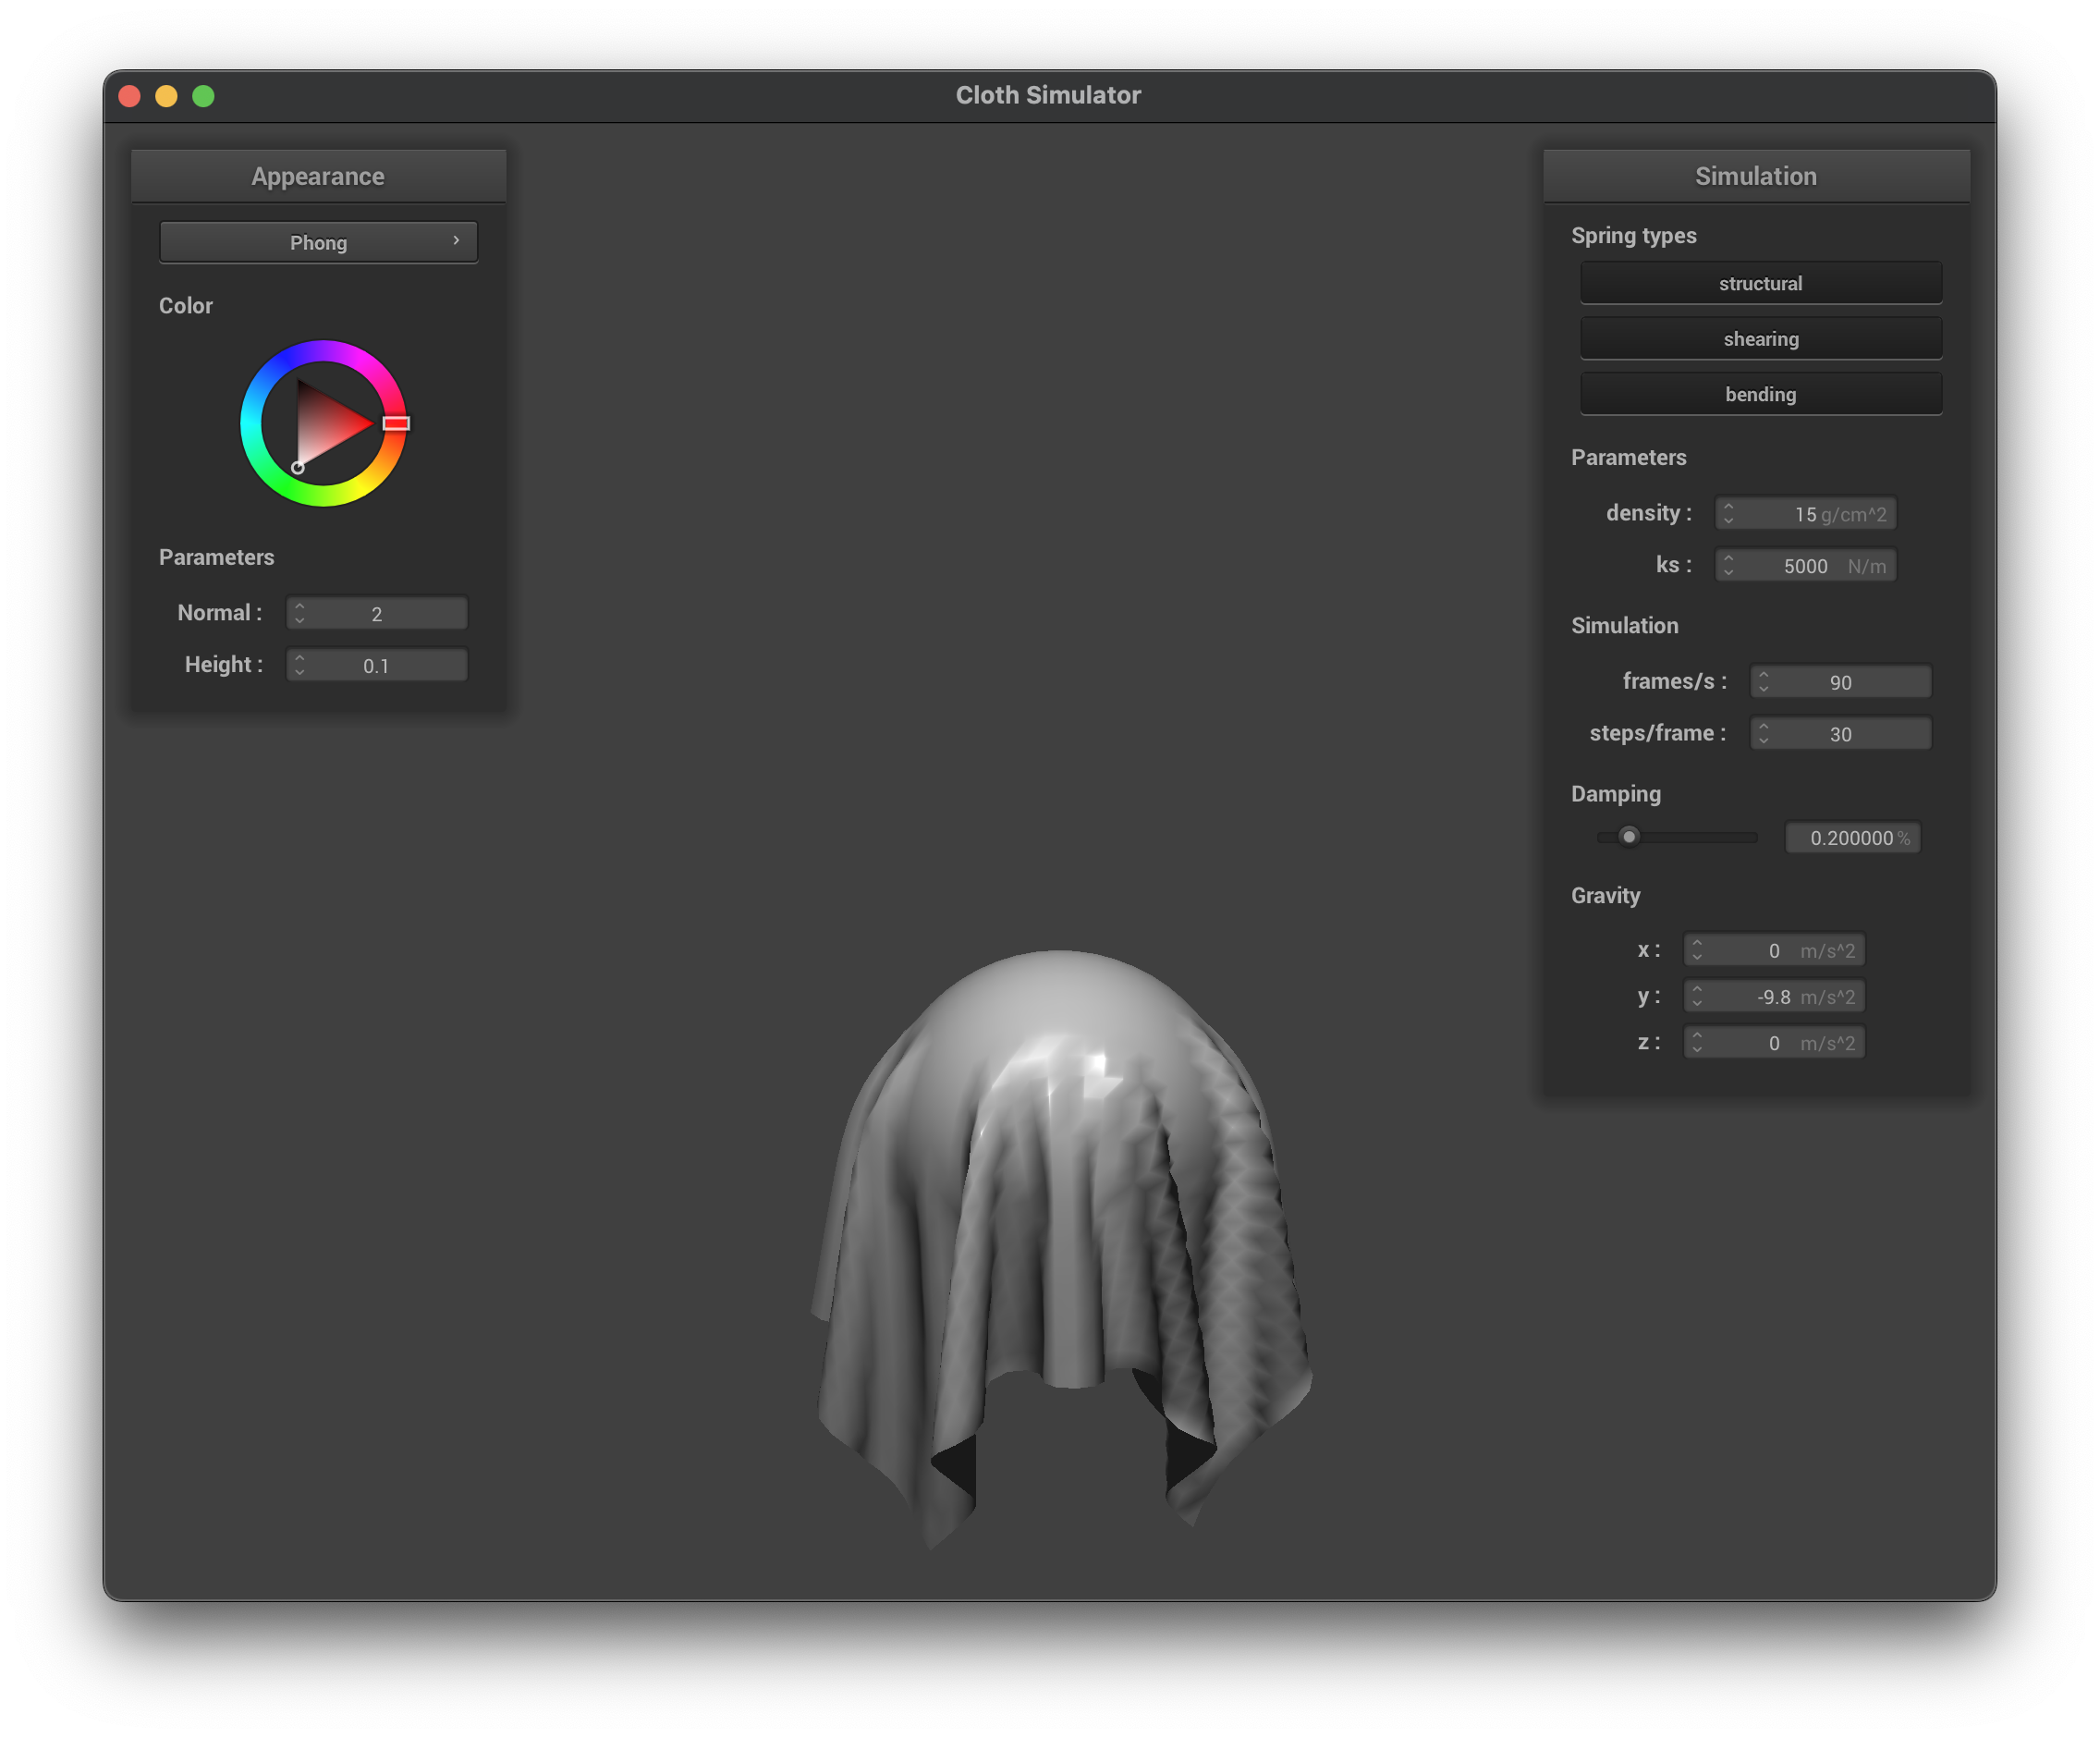 Cloth Simulator
Appearance
Phong
Color
Parameters
Normal : 2
Height : 0.1
Simulation
Spring types
structural
shearing
bending
Parameters
density : 15 g/cm^2
ks : 5000 N/m
Simulation
frames/s : 90
steps/frame : 30
Damping
0.200000 %
Gravity
x : 0 m/s^2
y : -9.8 m/s^2
z : 0 m/s^2